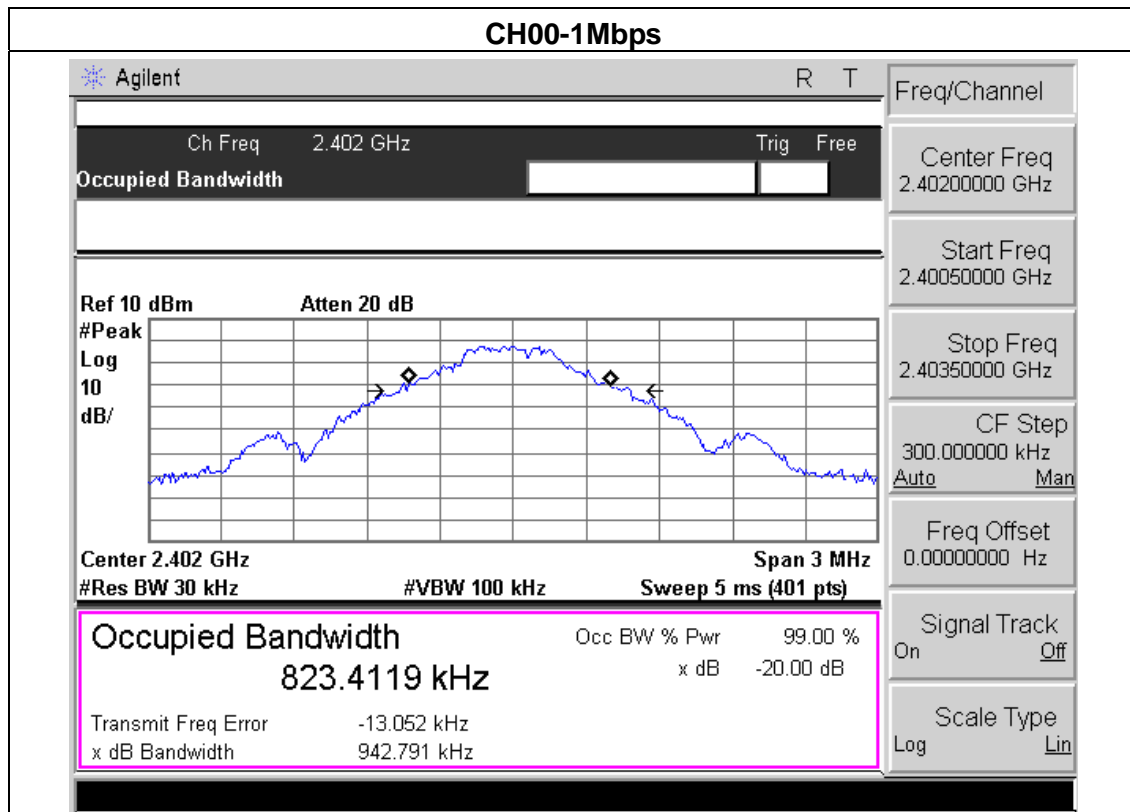 CH00-1Mbps
Agilent R T
Ch Freq 2.402 GHz Trig Free
Occupied Bandwidth
Ref 10 dBm Atten 20 dB
#Peak
Log
10
dB/
Center 2.402 GHz Span 3 MHz
#Res BW 30 kHz #VBW 100 kHz Sweep 5 ms (401 pts)
Occupied Bandwidth Occ BW % Pwr 99.00 %
823.4119 kHz x dB -20.00 dB
Transmit Freq Error -13.052 kHz
x dB Bandwidth 942.791 kHz
Freq/Channel
Center Freq
2.40200000 GHz
Start Freq
2.40050000 GHz
Stop Freq
2.40350000 GHz
CF Step
300.000000 kHz
Auto Man
Freq Offset
0.00000000 Hz
Signal Track
On Off
Scale Type
Log Lin